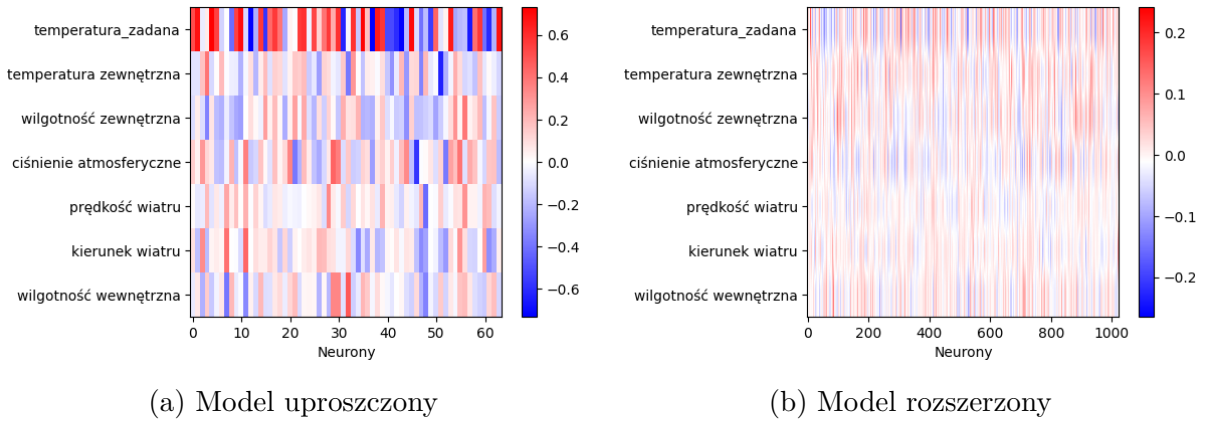 temperatura_zadana
temperatura zewnętrzna
wilgotność zewnętrzna
ciśnienie atmosferyczne
prędkość wiatru
kierunek wiatru
wilgotność wewnętrzna
0 10 20 30 40 50 60
Neurony
0.6
0.4
0.2
0.0
−0.2
−0.4
−0.6
(a) Model uproszczony
temperatura_zadana
temperatura zewnętrzna
wilgotność zewnętrzna
ciśnienie atmosferyczne
prędkość wiatru
kierunek wiatru
wilgotność wewnętrzna
0 200 400 600 800 1000
Neurony
0.2
0.1
0.0
−0.1
−0.2
(b) Model rozszerzony